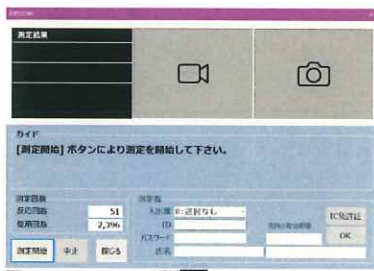 測定結果
ガイド
[測定開始] ボタンにより測定を開始して下さい。
測定回数
反応回数 51
使用回数 2,396
測定者
入出庫 0:選択なし
ID
パスワード
氏名
IC免許証
OK
測定開始 中止 閉じる